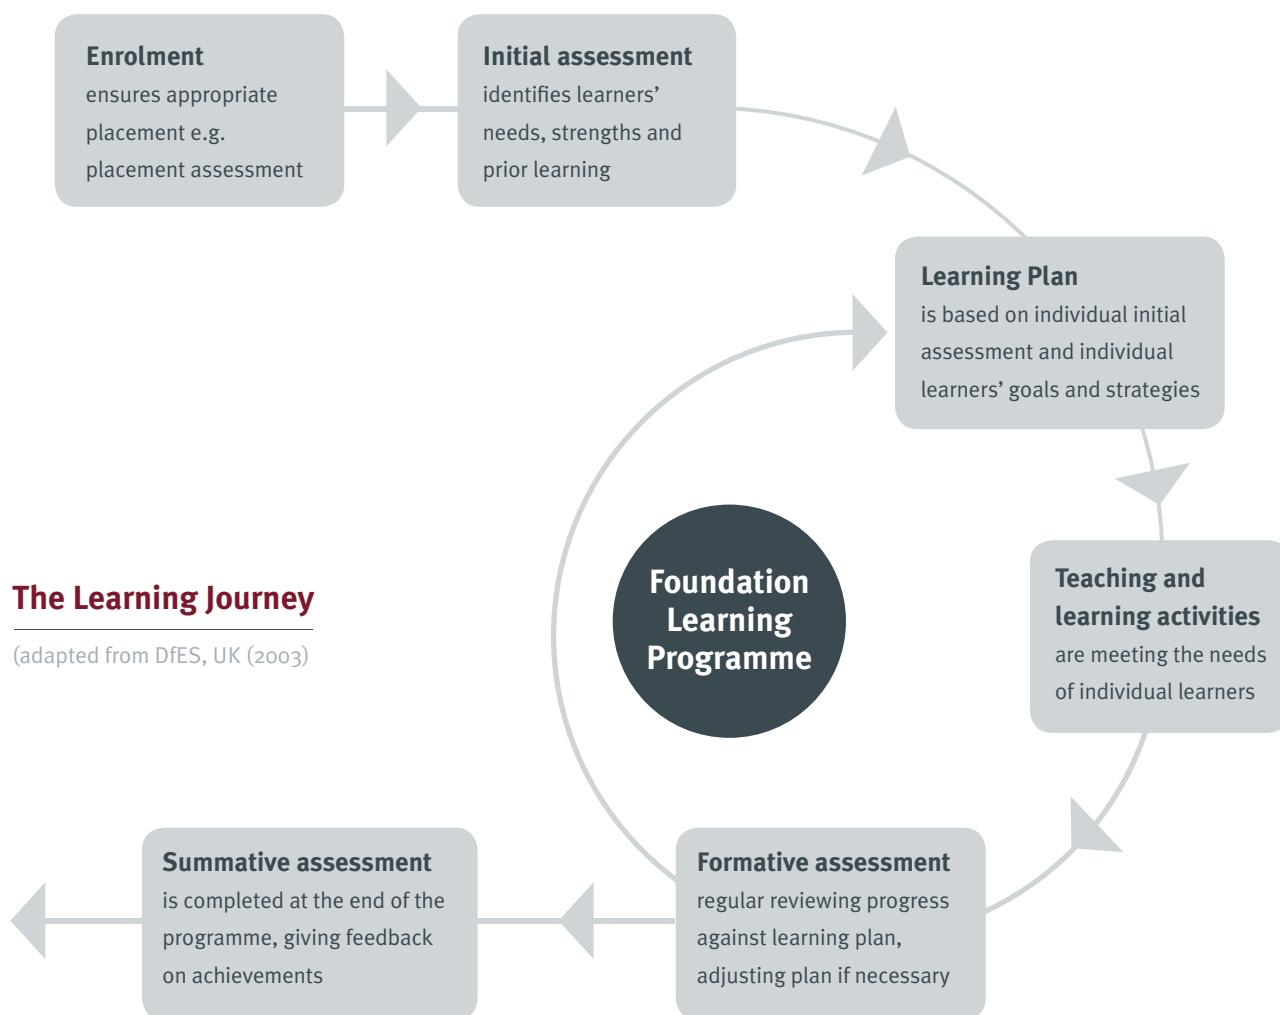 Enrolment
ensures appropriate
placement e.g.
placement assessment
Initial assessment
identifies learners’
needs, strengths and
prior learning
Learning Plan
is based on individual initial
assessment and individual
learners’ goals and strategies
Teaching and
learning activities
are meeting the needs
of individual learners
Foundation
Learning
Programme
The Learning Journey
(adapted from DfES, UK (2003)
Formative assessment
regular reviewing progress
against learning plan,
adjusting plan if necessary
Summative assessment
is completed at the end of the
programme, giving feedback
on achievements